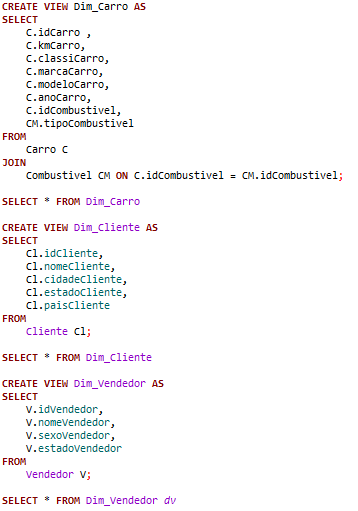 CREATE VIEW Dim_Carro AS
SELECT
C.idCarro ,
C.kmCarro,
C.classiCarro,
C.marcaCarro,
C.modeloCarro,
C.anoCarro,
C.idCombustivel,
CM.tipoCombustivel
FROM
Carro C
JOIN
Combustivel CM ON C.idCombustivel = CM.idCombustivel;
SELECT * FROM Dim_Carro
CREATE VIEW Dim_Cliente AS
SELECT
Cl.idCliente,
Cl.nomeCliente,
Cl.cidadeCliente,
Cl.estadoCliente,
Cl.paisCliente
FROM
Cliente Cl;
SELECT * FROM Dim_Cliente
CREATE VIEW Dim_Vendedor AS
SELECT
V.idVendedor,
V.nomeVendedor,
V.sexoVendedor,
V.estadoVendedor
FROM
Vendedor V;
SELECT * FROM Dim_Vendedor dv